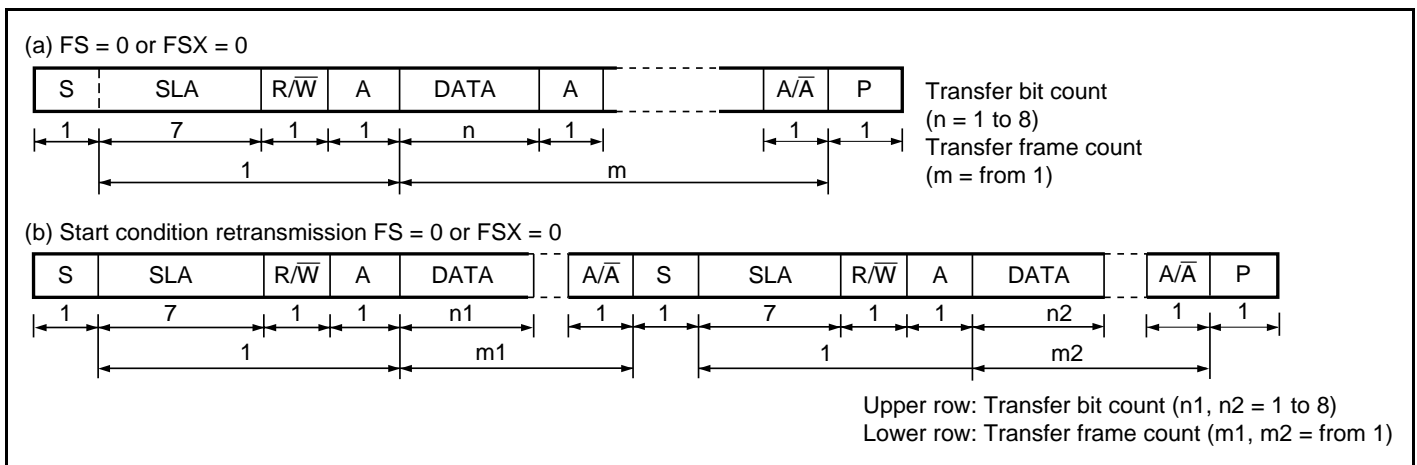 (a) FS = 0 or FSX = 0
S SLA R/W̅ A DATA A A/A̅ P
1 7 1 1 n 1 1 1
1 m
Transfer bit count
(n = 1 to 8)
Transfer frame count
(m = from 1)
(b) Start condition retransmission FS = 0 or FSX = 0
S SLA R/W̅ A DATA A/A̅ S SLA R/W̅ A DATA A/A̅ P
1 7 1 1 n1 1 1 7 1 1 n2 1 1
1 m1 1 m2
Upper row: Transfer bit count (n1, n2 = 1 to 8)
Lower row: Transfer frame count (m1, m2 = from 1)